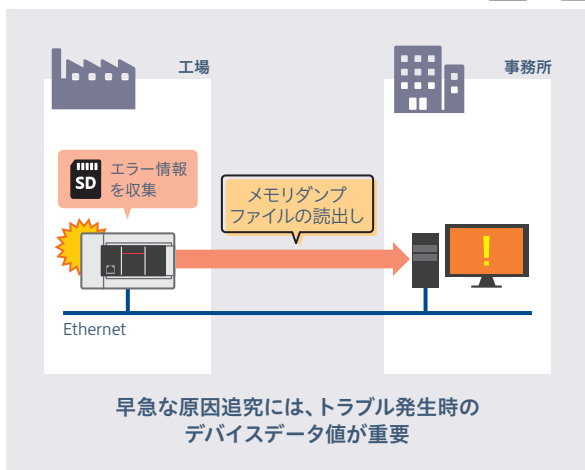 工場
事務所
SD
エラー情報
を収集
メモリダンプ
ファイルの読出し
!
Ethernet
早急な原因追究には、トラブル発生時の
デバイスデータ値が重要